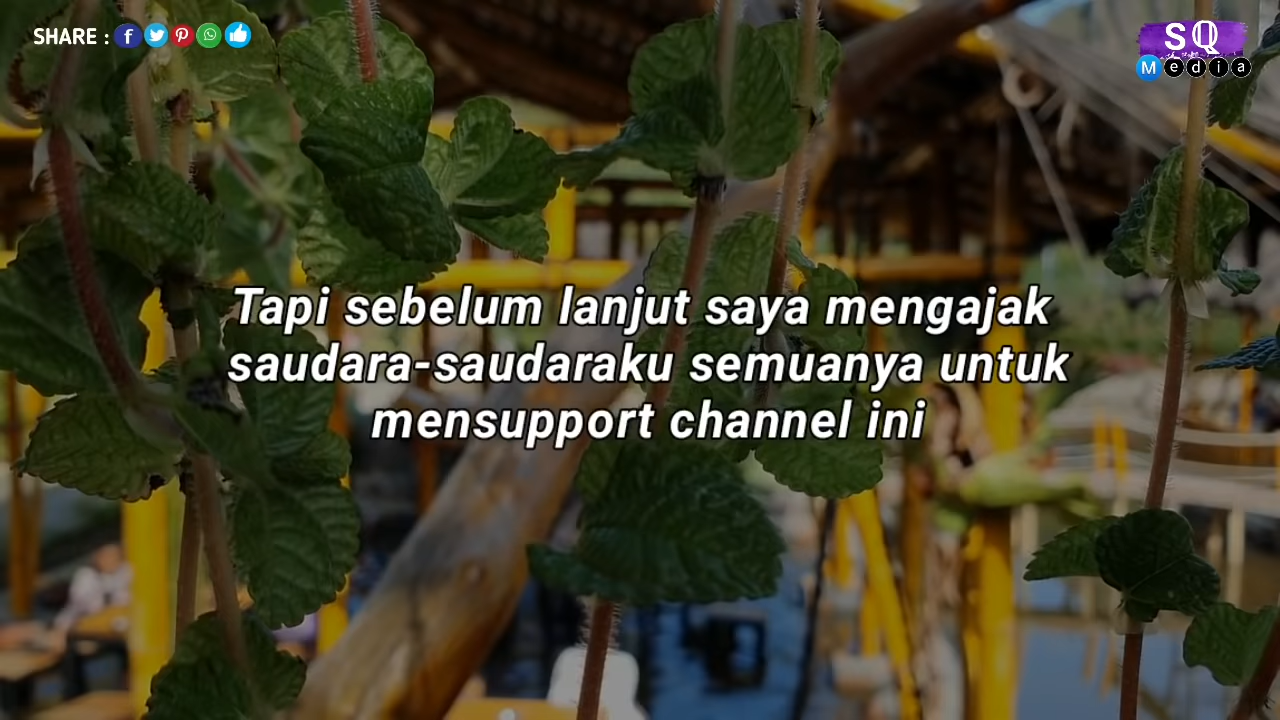 SHARE :
SQ
Media
Tapi sebelum lanjut saya mengajak
saudara-saudaraku semuanya untuk
mensupport channel ini